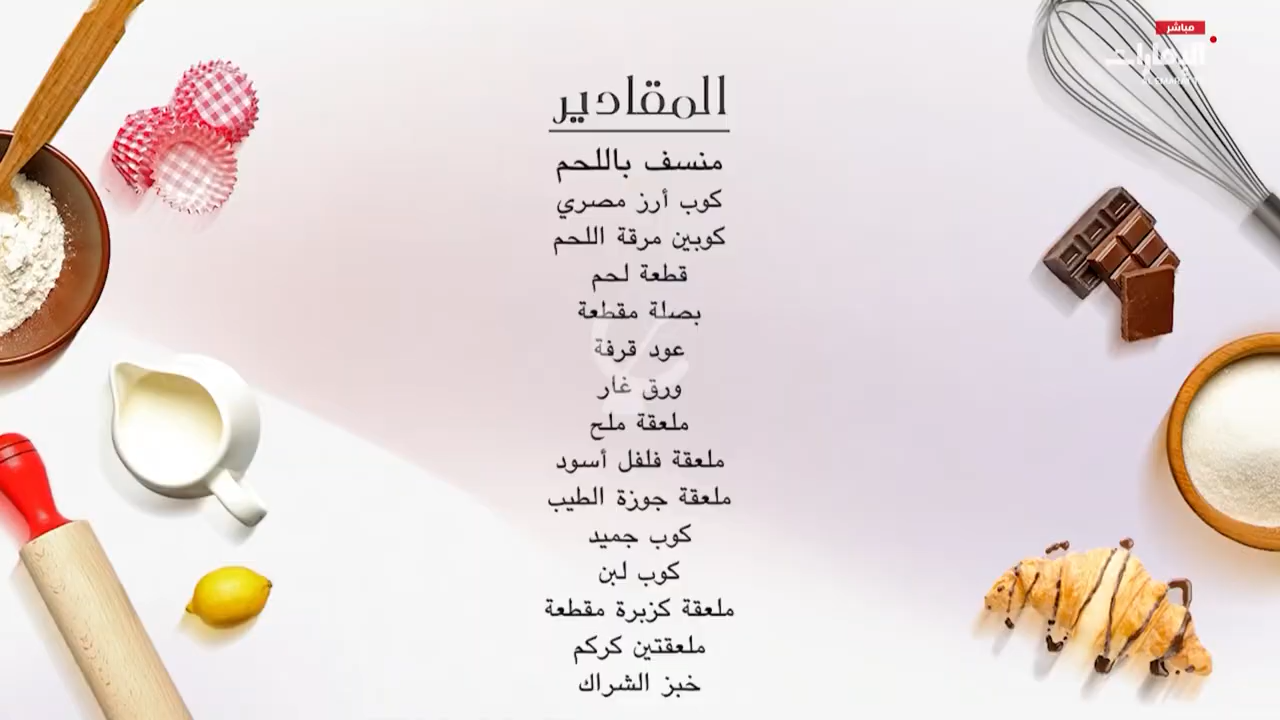 مباشر
الإمارات
المقادير
منسف باللحم
كوب أرز مصري
كوبين مرقة اللحم
قطعة لحم
بصلة مقطعة
عود قرفة
ورق غار
ملعقة ملح
ملعقة فلفل أسود
ملعقة جوزة الطيب
كوب جميد
كوب لبن
ملعقة كزبرة مقطعة
ملعقتين كركم
خبز الشراك